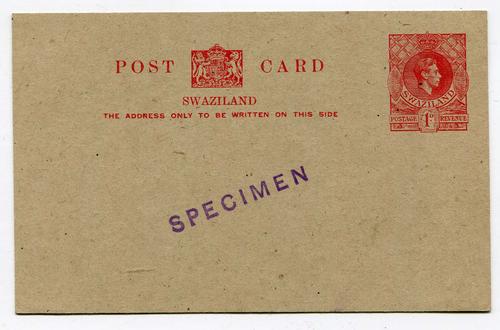 POST CARD
SWAZILAND
THE ADDRESS ONLY TO BE WRITTEN ON THIS SIDE
SWAZILAND
POSTAGE 1D REVENUE
SPECIMEN